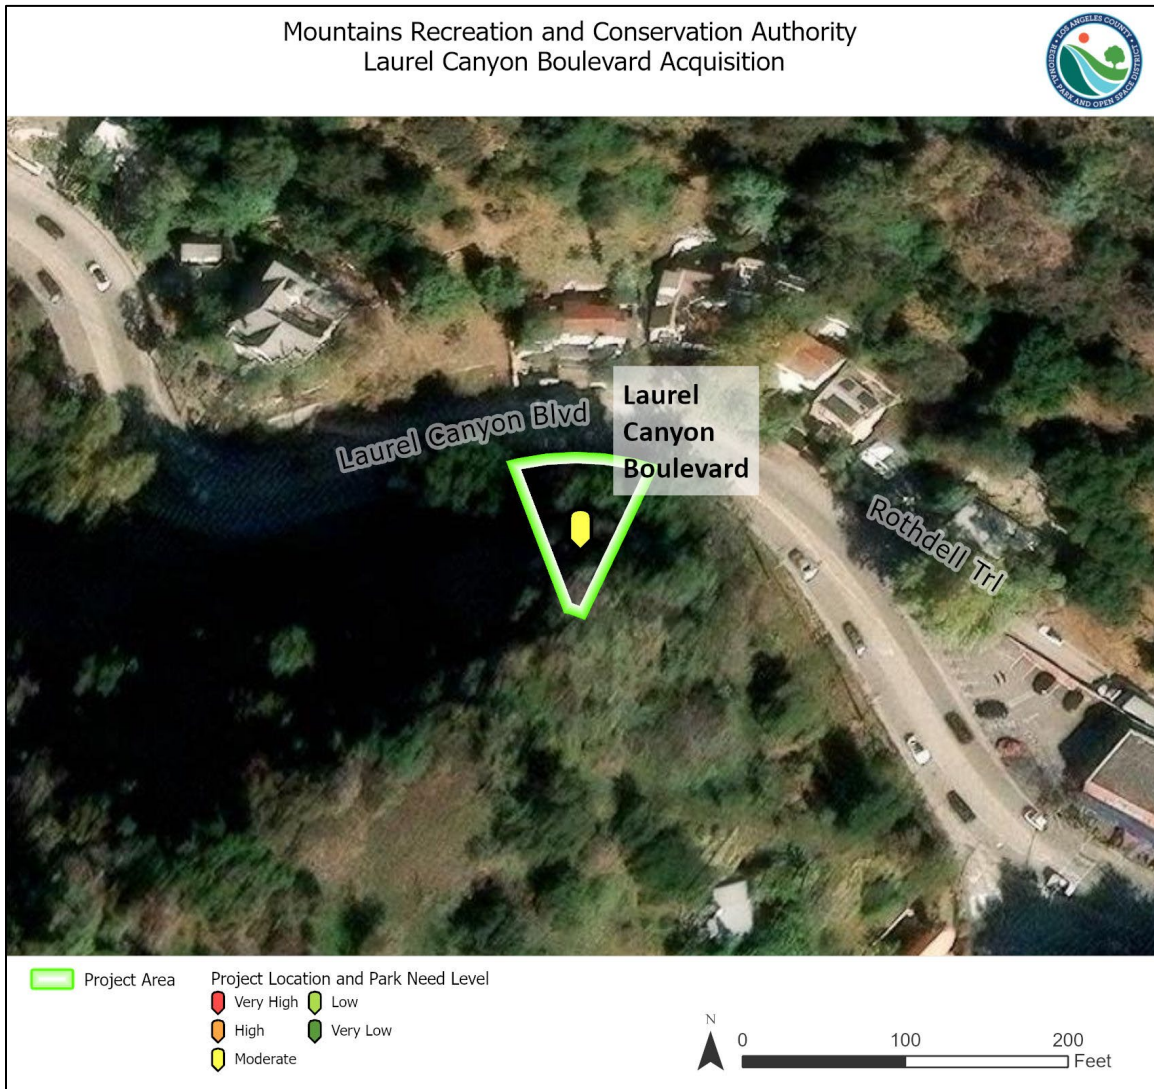 Mountains Recreation and Conservation Authority
Laurel Canyon Boulevard Acquisition
LOS ANGELES COUNTY
REGIONAL PARK AND OPEN SPACE DISTRICT
Laurel Canyon Blvd
Laurel
Canyon
Boulevard
Rothdell Trl
Project Area
Project Location and Park Need Level
Very High
Low
High
Very Low
Moderate
N
0 100 200
Feet